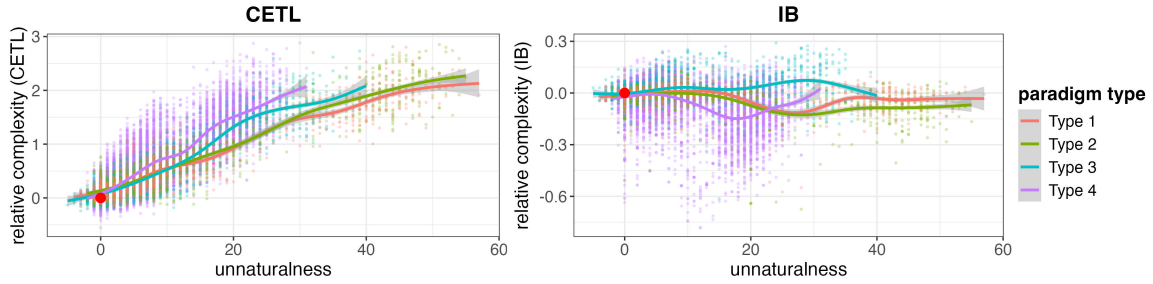 CETL
relative complexity (CETL)
3
2
1
0
0
20
40
60
unnaturalness
IB
relative complexity (IB)
0.3
0.0
-0.3
-0.6
0
20
40
60
unnaturalness
paradigm type
Type 1
Type 2
Type 3
Type 4